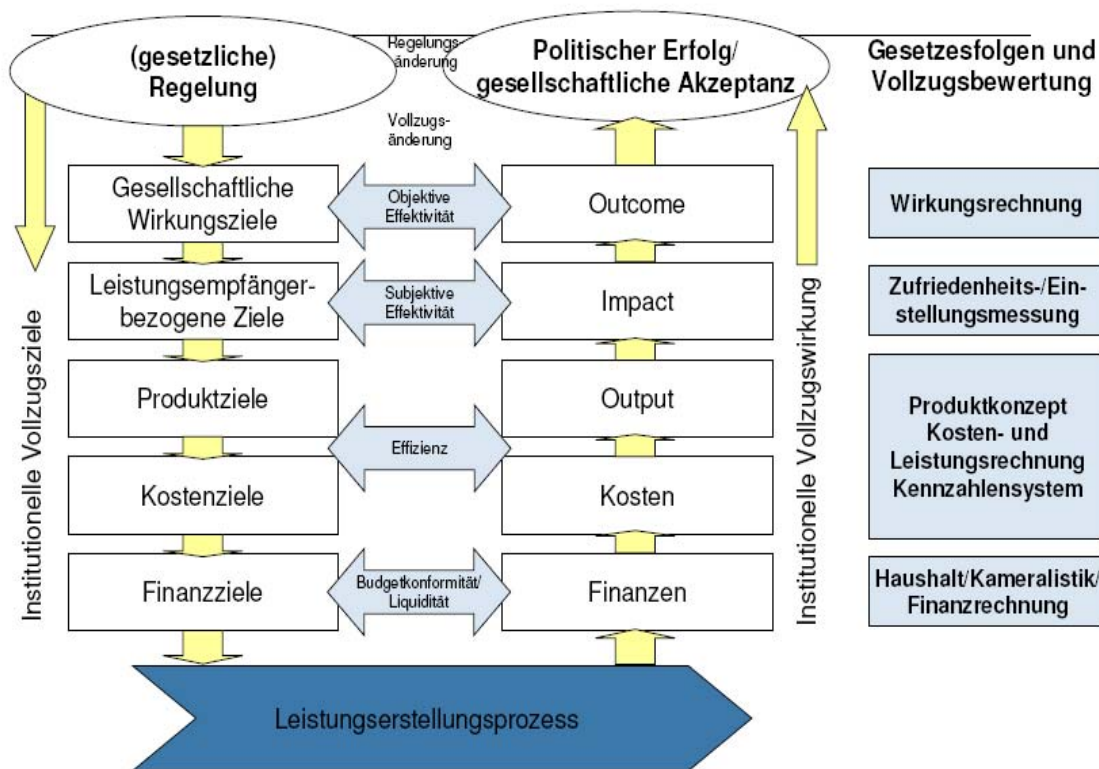 (gesetzliche)
Regelung
Regelungs-
änderung
Politischer Erfolg/
gesellschaftliche Akzeptanz
Gesetzesfolgen und
Vollzugsbewertung
Vollzugs-
änderung
Gesellschaftliche
Wirkungsziele
Objektive
Effektivität
Outcome
Wirkungsrechnung
Leistungsempfänger-
bezogene Ziele
Subjektive
Effektivität
Impact
Zufriedenheits-/Ein-
stellungsmessung
Produktziele
Output
Effizienz
Produktkonzept
Kosten- und
Leistungsrechnung
Kennzahlensystem
Kostenziele
Kosten
Finanzziele
Budgetkonformität/
Liquidität
Finanzen
Haushalt/Kameralistik/
Finanzrechnung
Institutionelle Vollzugsziele
Institutionelle Vollzugswirkung
Leistungserstellungsprozess